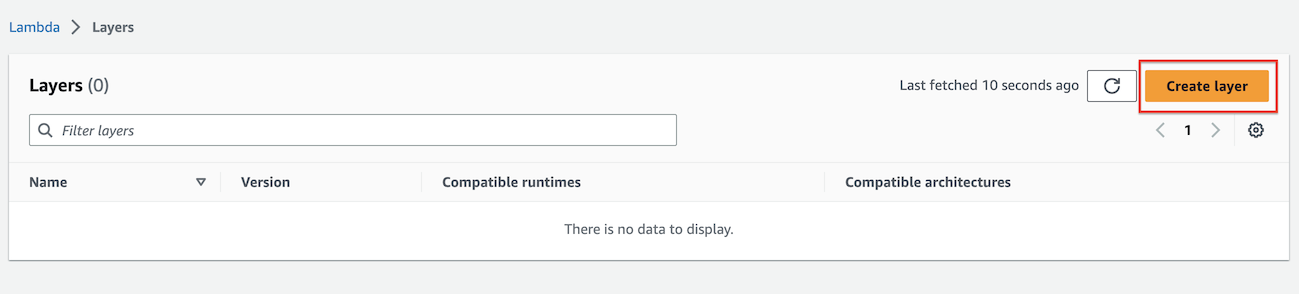 Lambda > Layers
Layers (0)
Last fetched 10 seconds ago
Create layer
Filter layers
1
Name Version Compatible runtimes Compatible architectures
There is no data to display.